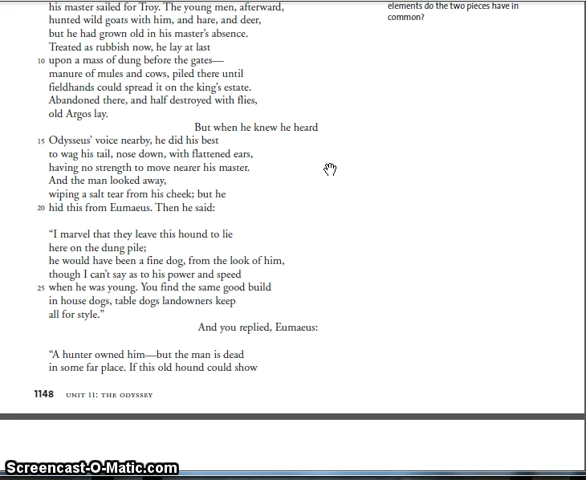 his master sailed for Troy. The young men, afterward,
hunted wild goats with him, and hare, and deer,
but he had grown old in his master's absence.
Treated as rubbish now, he lay at last
10 upon a mass of dung before the gates—
manure of mules and cows, piled there until
fieldhands could spread it on the king's estate.
Abandoned there, and half destroyed with flies,
old Argos lay.
But when he knew he heard
15 Odysseus' voice nearby, he did his best
to wag his tail, nose down, with flattened ears,
having no strength to move nearer his master.
And the man looked away,
wiping a salt tear from his cheek; but he
20 hid this from Eumaeus. Then he said:
"I marvel that they leave this hound to lie
here on the dung pile;
he would have been a fine dog, from the look of him,
though I can't say as to his power and speed
25 when he was young. You find the same good build
in house dogs, table dogs landowners keep
all for style."
And you replied, Eumaeus:
"A hunter owned him—but the man is dead
in some far place. If this old hound could show
1148 UNIT 11: THE ODYSSEY
elements do the two pieces have in
common?
Screencast-O-Matic.com